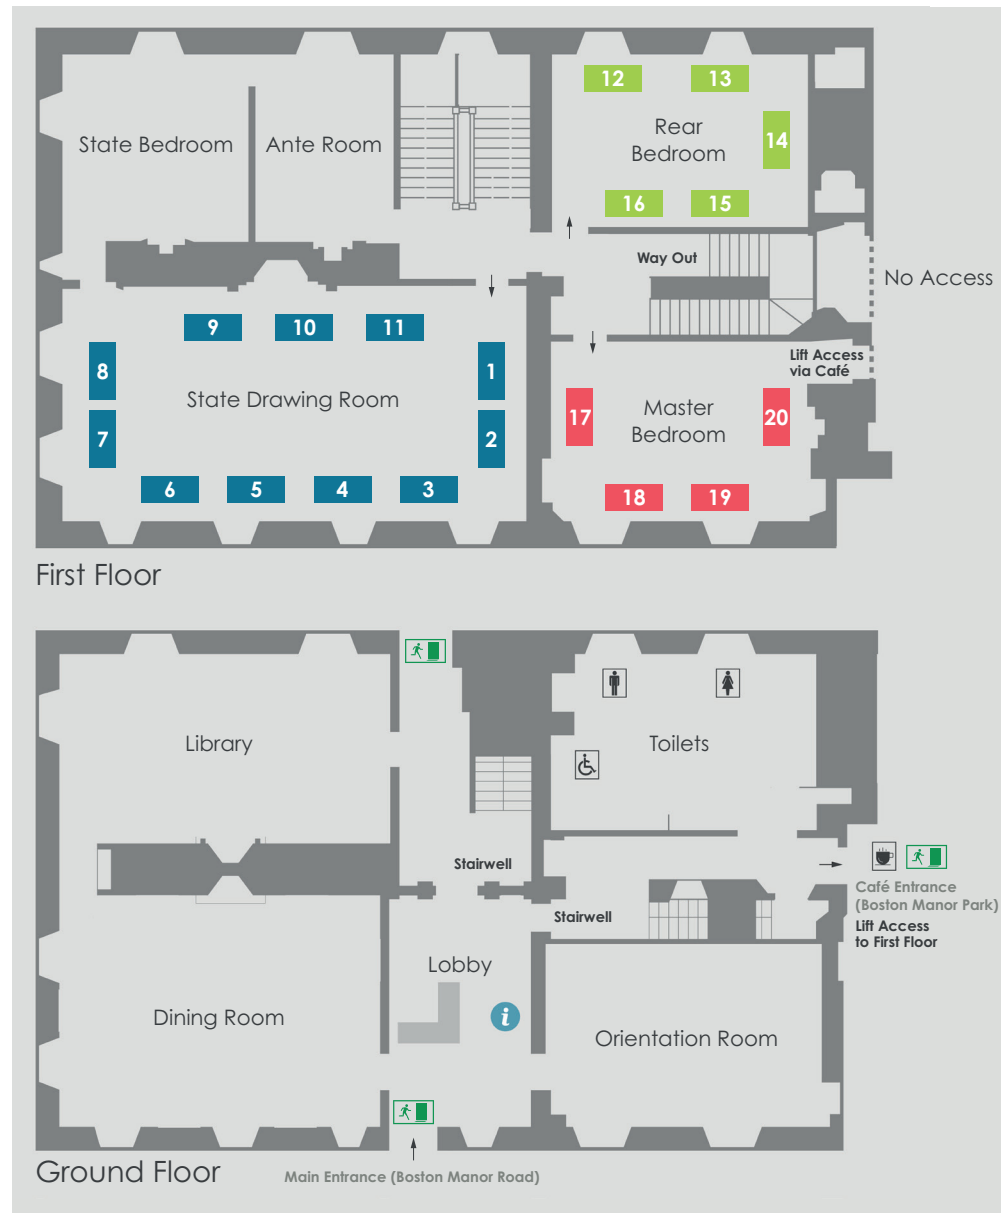 12
13
State Bedroom
Ante Room
Rear
Bedroom
14
16
15
Way Out
No Access
9
10
11
8
1
Lift Access
via Café
State Drawing Room
17
Master
Bedroom
20
7
2
6
5
4
3
18
19
First Floor
Library
Toilets
Stairwell
Café Entrance
(Boston Manor Park)
Lift Access
to First Floor
Stairwell
Lobby
i
Dining Room
Orientation Room
Ground Floor
Main Entrance (Boston Manor Road)